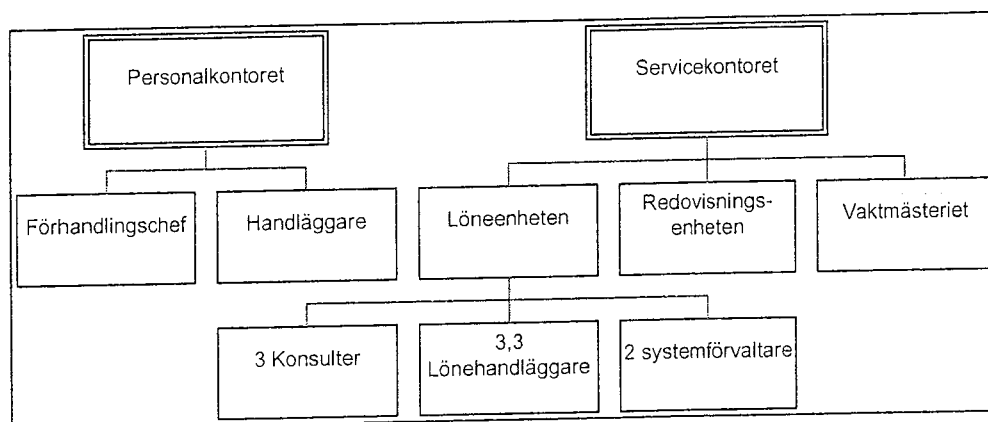 Personalkontoret
Servicekontoret
Förhandlingschef
Handläggare
Löneenheten
Redovisnings-
enheten
Vaktmästeriet
3 Konsulter
3,3
Lönehandläggare
2 systemförvaltare